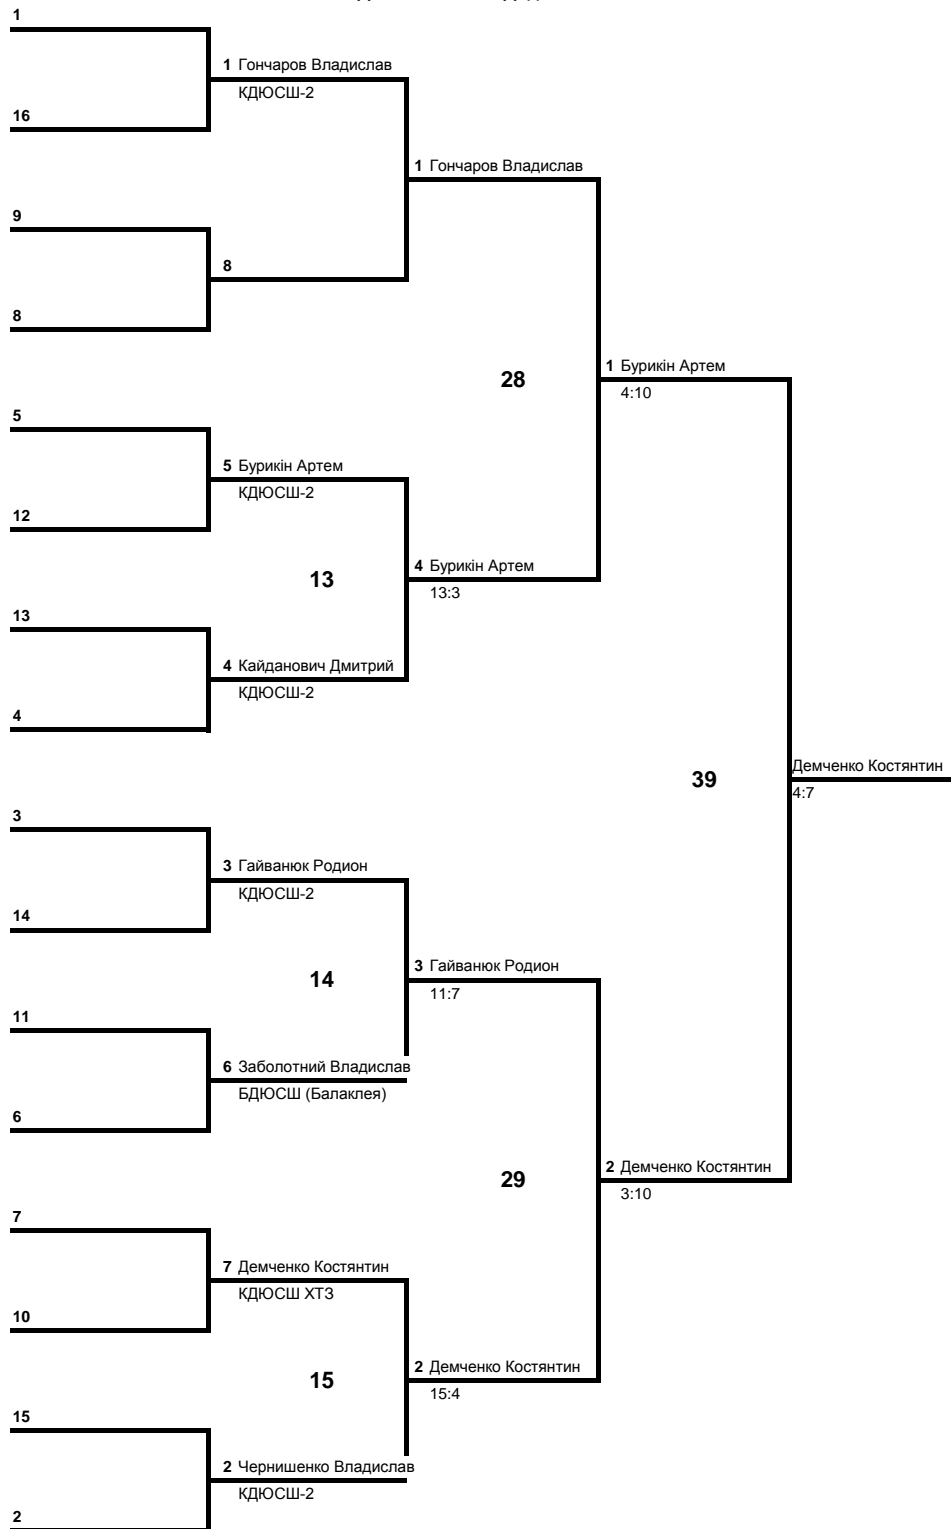 1
1 Гончаров Владислав
КДЮСШ-2
16
1 Гончаров Владислав
9
8
8
28
1 Бурикін Артем
4:10
5
5 Бурикін Артем
КДЮСШ-2
12
4 Бурикін Артем
13
13:3
13
4 Кайданович Дмитрий
КДЮСШ-2
4
39
Демченко Костянтин
4:7
3
3 Гайванюк Родион
КДЮСШ-2
14
3 Гайванюк Родион
14
11:7
11
6 Заболотний Владислав
БДЮСШ (Балаклея)
6
2 Демченко Костянтин
29
3:10
7
7 Демченко Костянтин
КДЮСШ ХТЗ
10
2 Демченко Костянтин
15
15:4
15
2 Чернишенко Владислав
КДЮСШ-2
2